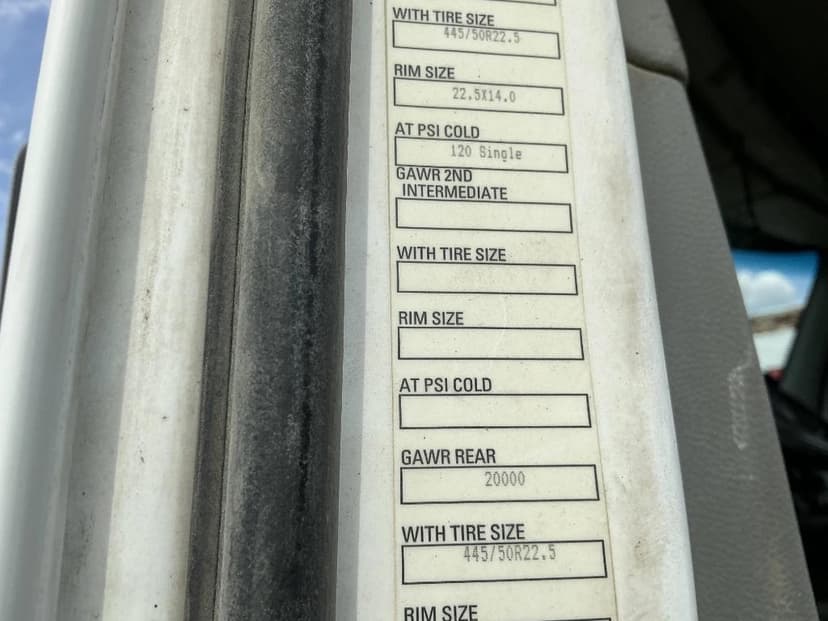 WITH TIRE SIZE
445/50R22.5
RIM SIZE
22.5X14.0
AT PSI COLD
120 Single
GAWR 2ND
INTERMEDIATE
WITH TIRE SIZE
RIM SIZE
AT PSI COLD
GAWR REAR
20000
WITH TIRE SIZE
445/50R22.5
RIM SIZE